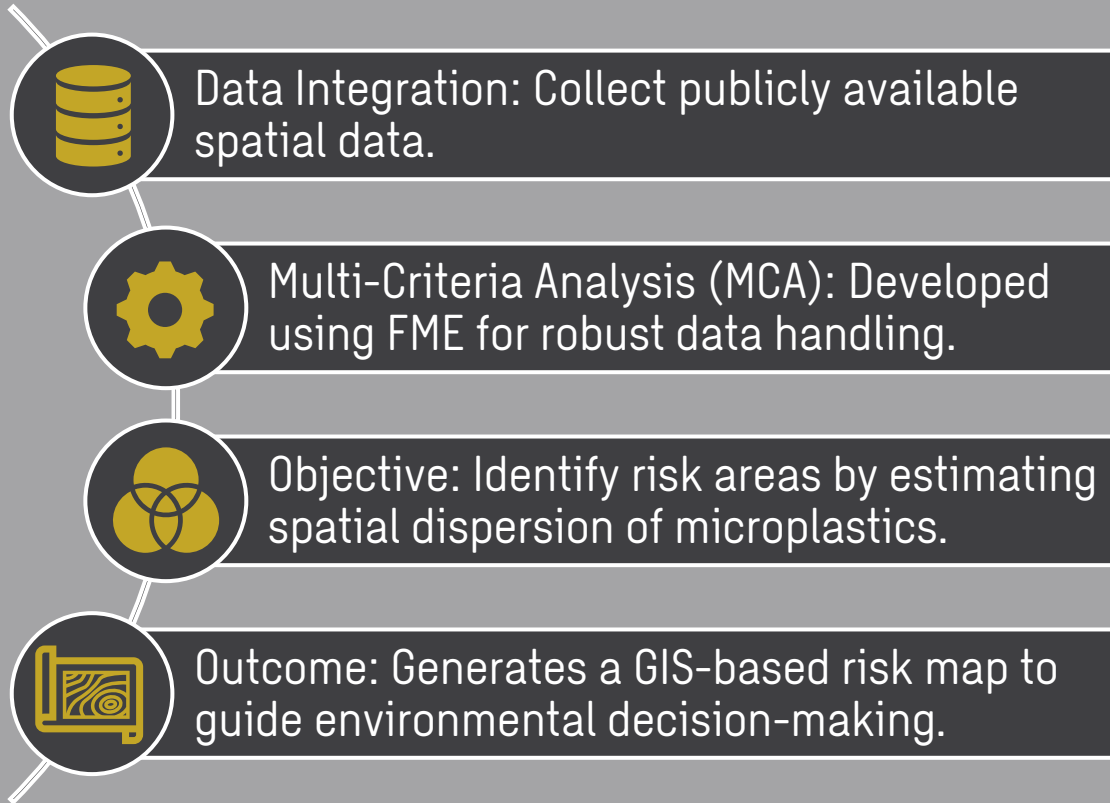 Data Integration: Collect publicly available
spatial data.
Multi-Criteria Analysis (MCA): Developed
using FME for robust data handling.
Objective: Identify risk areas by estimating
spatial dispersion of microplastics.
Outcome: Generates a GIS-based risk map to
guide environmental decision-making.